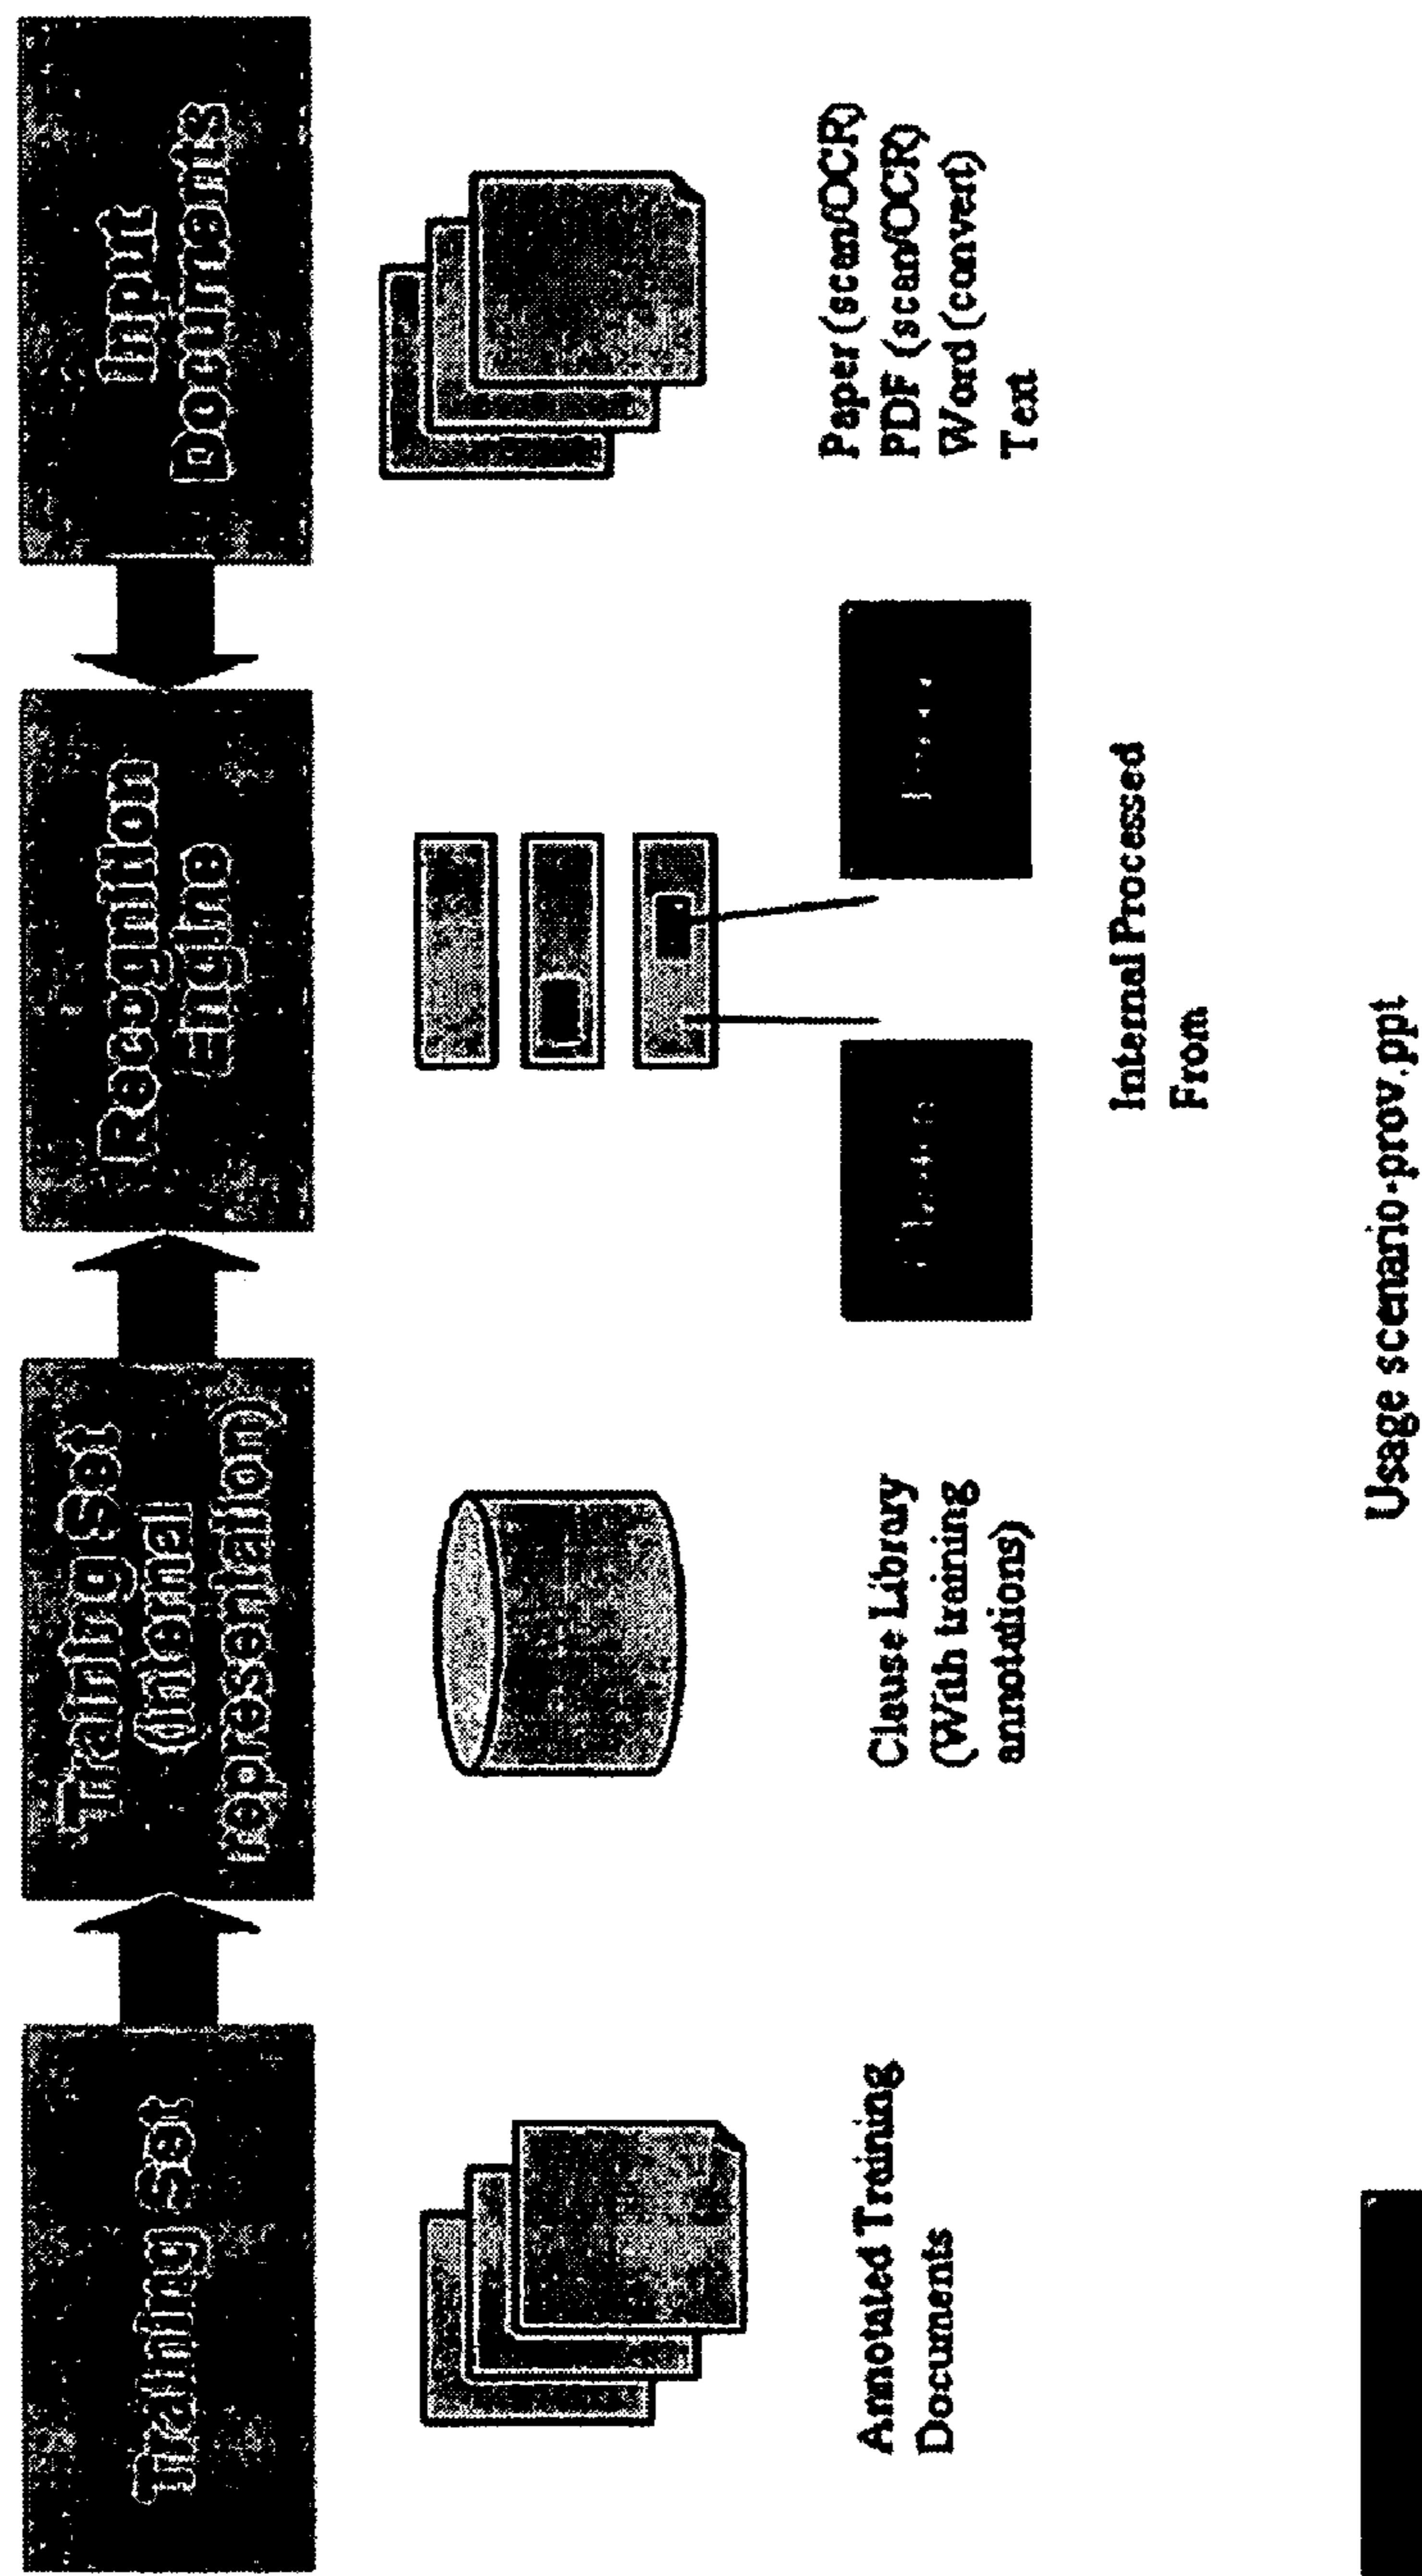 Training Set
Training Set
(Internal
representation)
Recognition
Engine
Input
Documents
Annotated Training
Documents
Clause Library
(With training
annotations)
Internal Processed
From
Paper (scan/OCR)
PDF (scan/OCR)
Word (convert)
Text
Usage scenario-prov.ppt